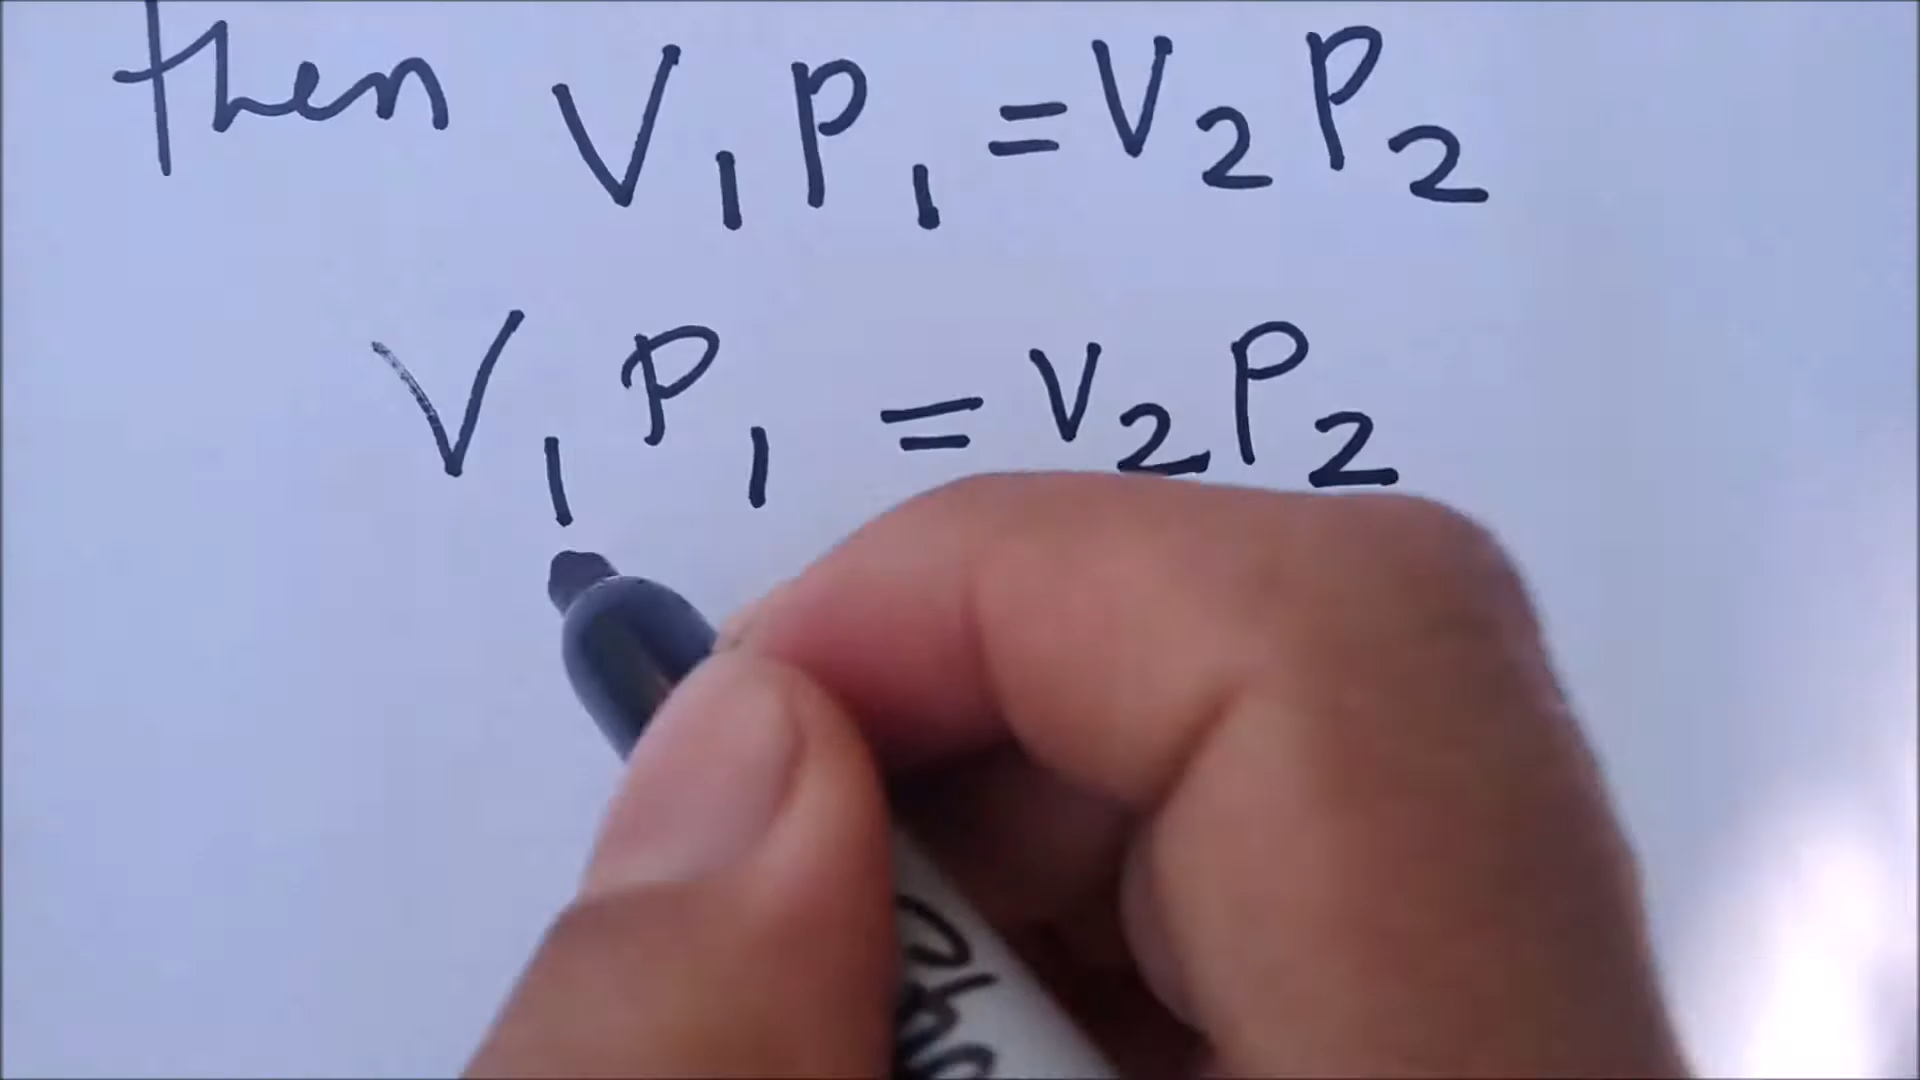 then V₁P₁ = V₂P₂
V₁P₁ = V₂P₂